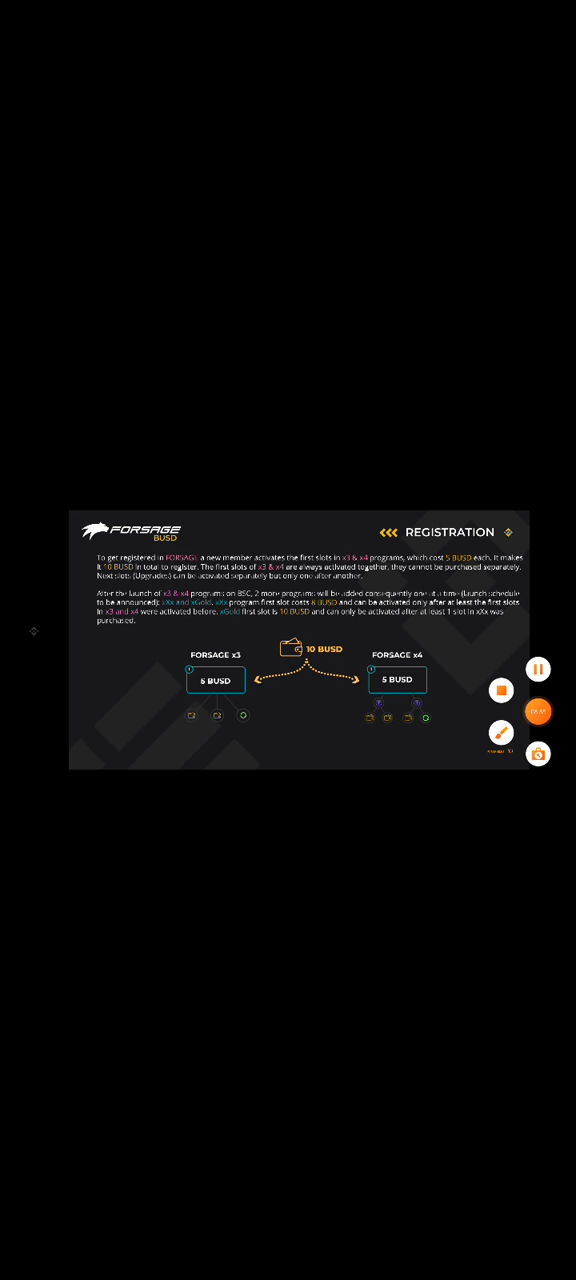 FORSAGE
BUSD
REGISTRATION
To get registered in FORSAGE a new member activates the first slots in x3 & x4 programs, which cost 5 BUSD each. It makes
it 10 BUSD in total to register. The first slots of x3 & x4 are always activated together, they cannot be purchased separately.
Next slots (Upgrades) can be activated separately but only one after another.
After the launch of x3 & x4 programs on BSC, 2 more programs will be added consequently one at a time (launch schedule
to be announced): xXx and xGold. xXx program first slot costs BUSD and can be activated only after at least the first slots
in x3 and x4 were activated before. xGold first slot is 10 BUSD and can only be activated after at least 1 slot in xXx was
purchased.
10 BUSD
FORSAGE x3
FORSAGE x4
1
5 BUSD
1
5 BUSD